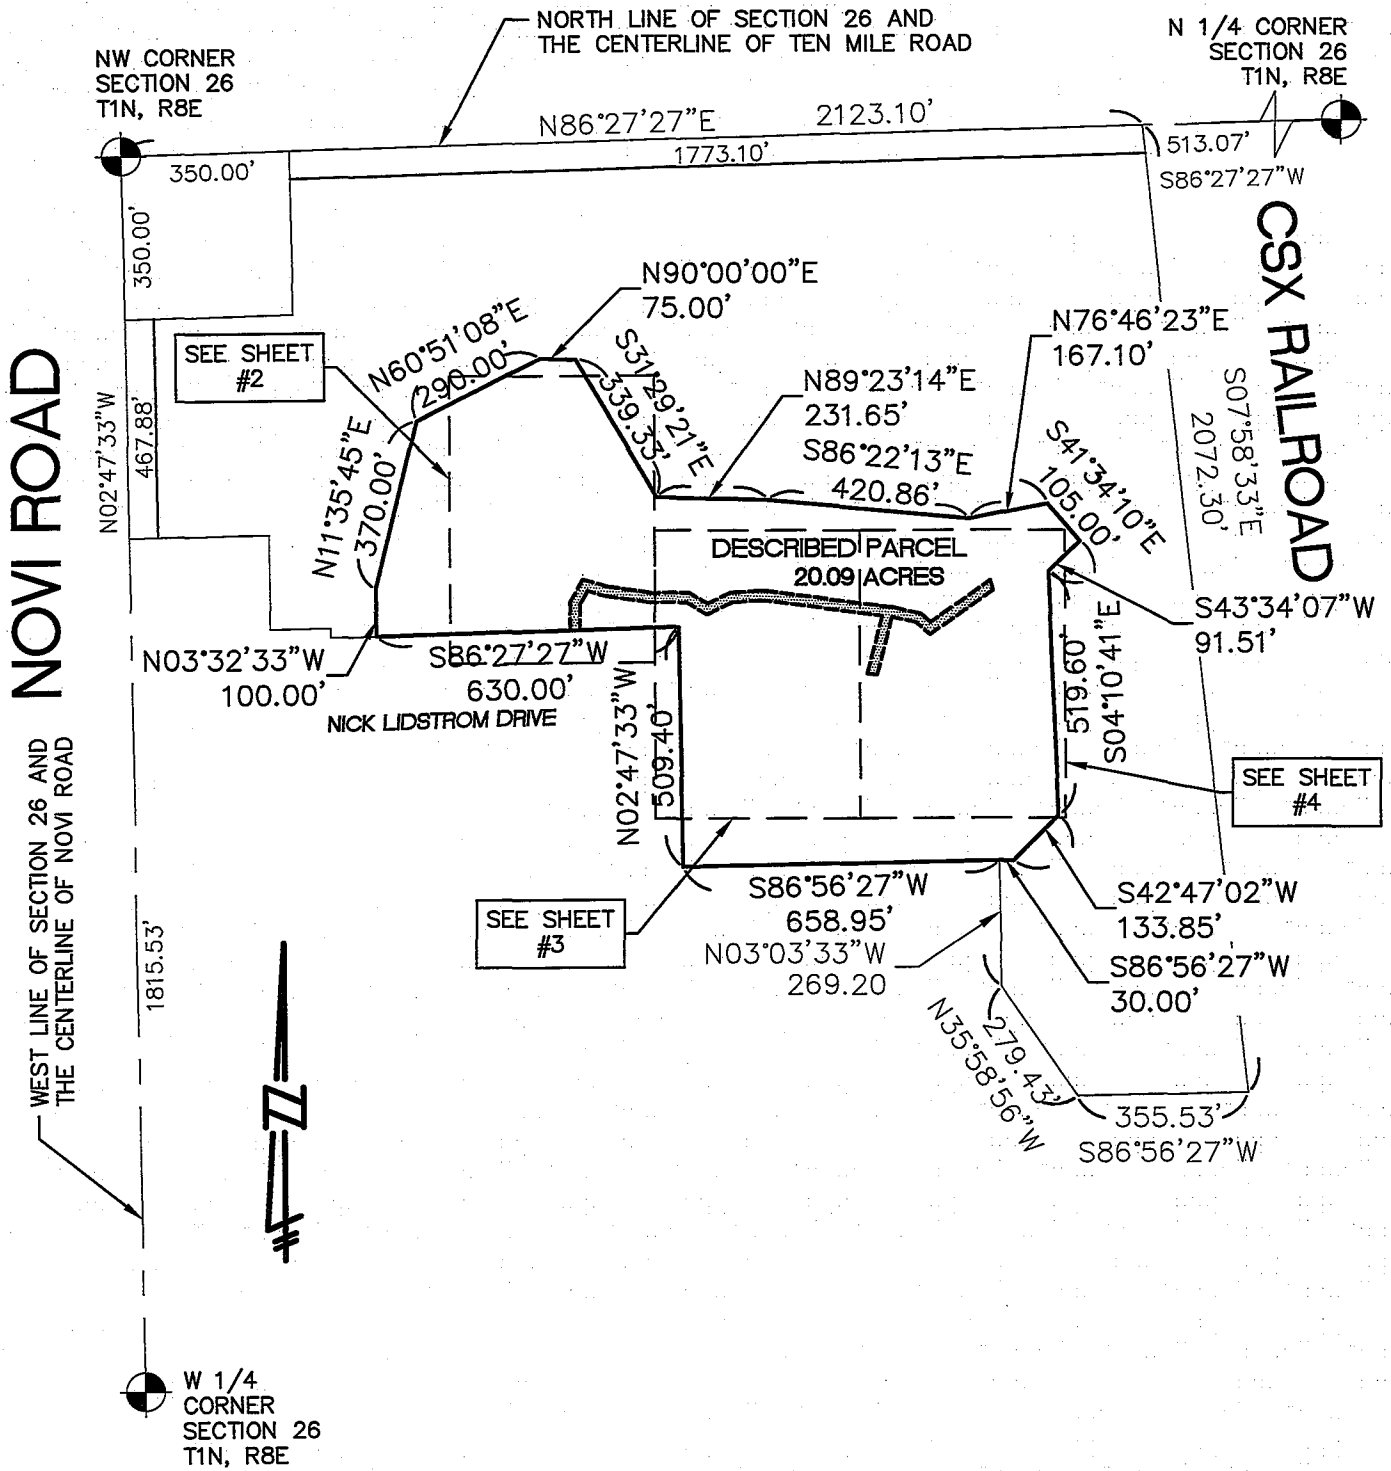 NORTH LINE OF SECTION 26 AND
THE CENTERLINE OF TEN MILE ROAD
N 1/4 CORNER
SECTION 26
T1N, R8E
NW CORNER
SECTION 26
T1N, R8E
N86°27'27"E 2123.10'
350.00'
1773.10'
513.07'
S86°27'27"W
350.00'
CSX RAILROAD
N90°00'00"E
75.00'
N76°46'23"E
167.10'
SEE SHEET
#2
N60°51'08"E
290.00'
S31°29'21"E
339.33'
N89°23'14"E
231.65'
S86°22'13"E
420.86'
S41°34'10"E
105.00'
S07°58'33"E
2072.30'
NOVI ROAD
N02°47'33"W
467.88'
N11°35'45"E
370.00'
DESCRIBED PARCEL
20.09 ACRES
S43°34'07"W
91.51'
N03°32'33"W
100.00'
S86°27'27"W
630.00'
NICK LIDSTROM DRIVE
N02°47'33"W
509.40'
519.60'
S04°10'41"E
SEE SHEET
#4
WEST LINE OF SECTION 26 AND
THE CENTERLINE OF NOVI ROAD
1815.53'
SEE SHEET
#3
S86°56'27"W
658.95'
N03°03'33"W
269.20
S42°47'02"W
133.85'
S86°56'27"W
30.00'
279.43'
N35°58'56"W
355.53'
S86°56'27"W
N
W 1/4
CORNER
SECTION 26
T1N, R8E